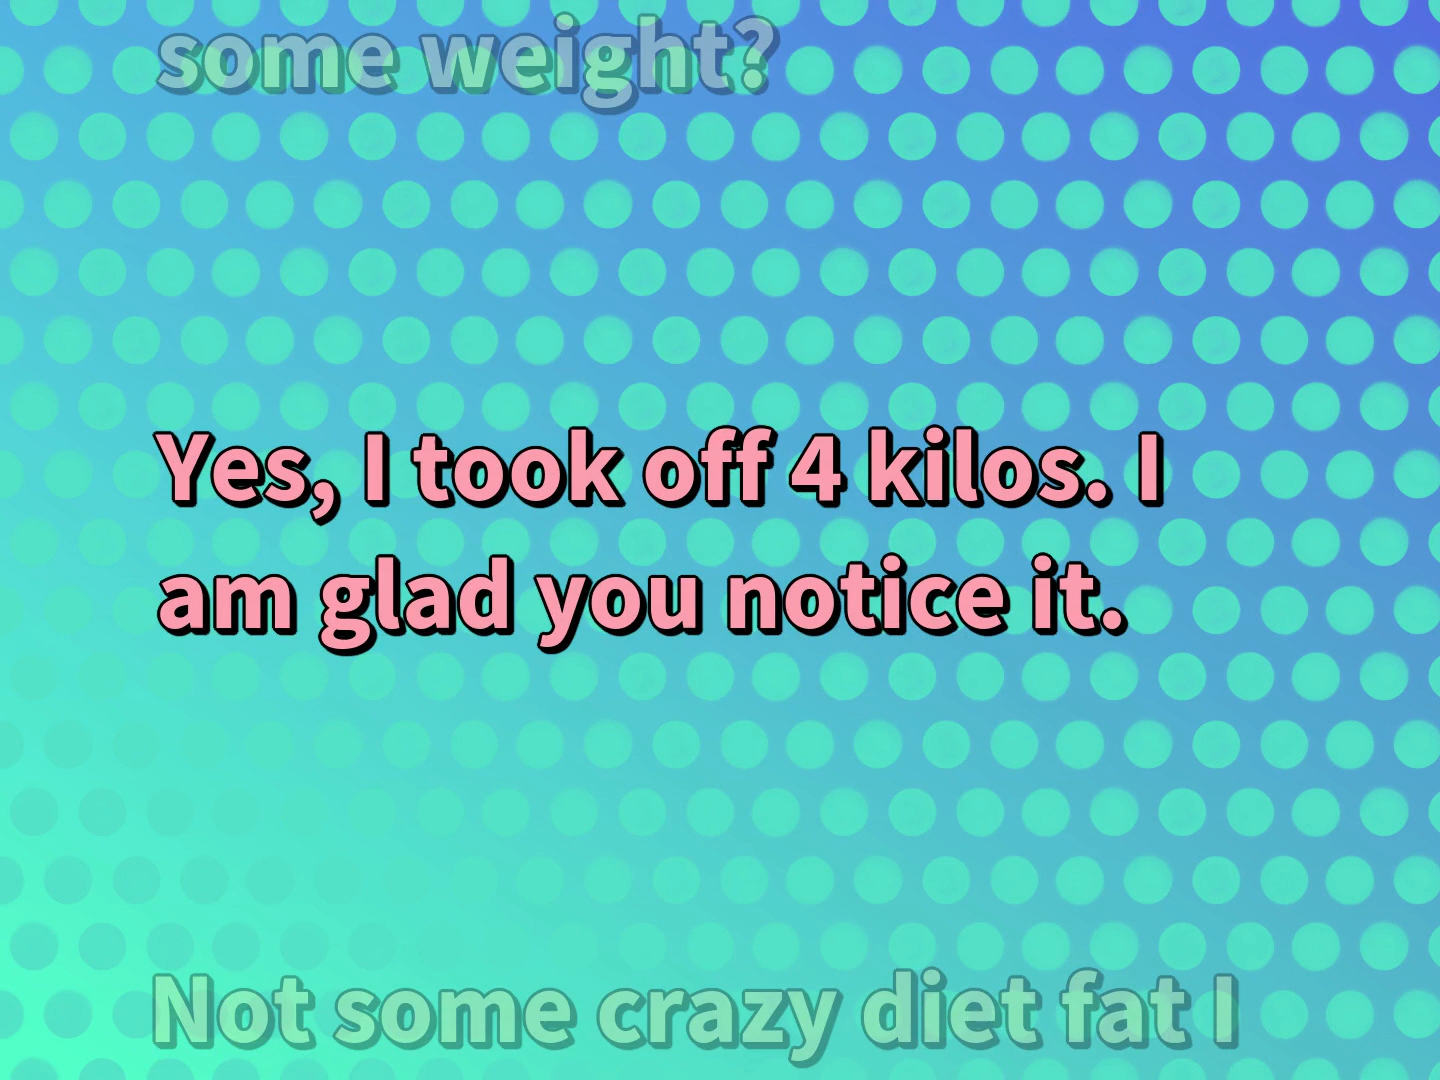 some weight?
Yes, I took off 4 kilos. I
am glad you notice it.
Not some crazy diet fat I